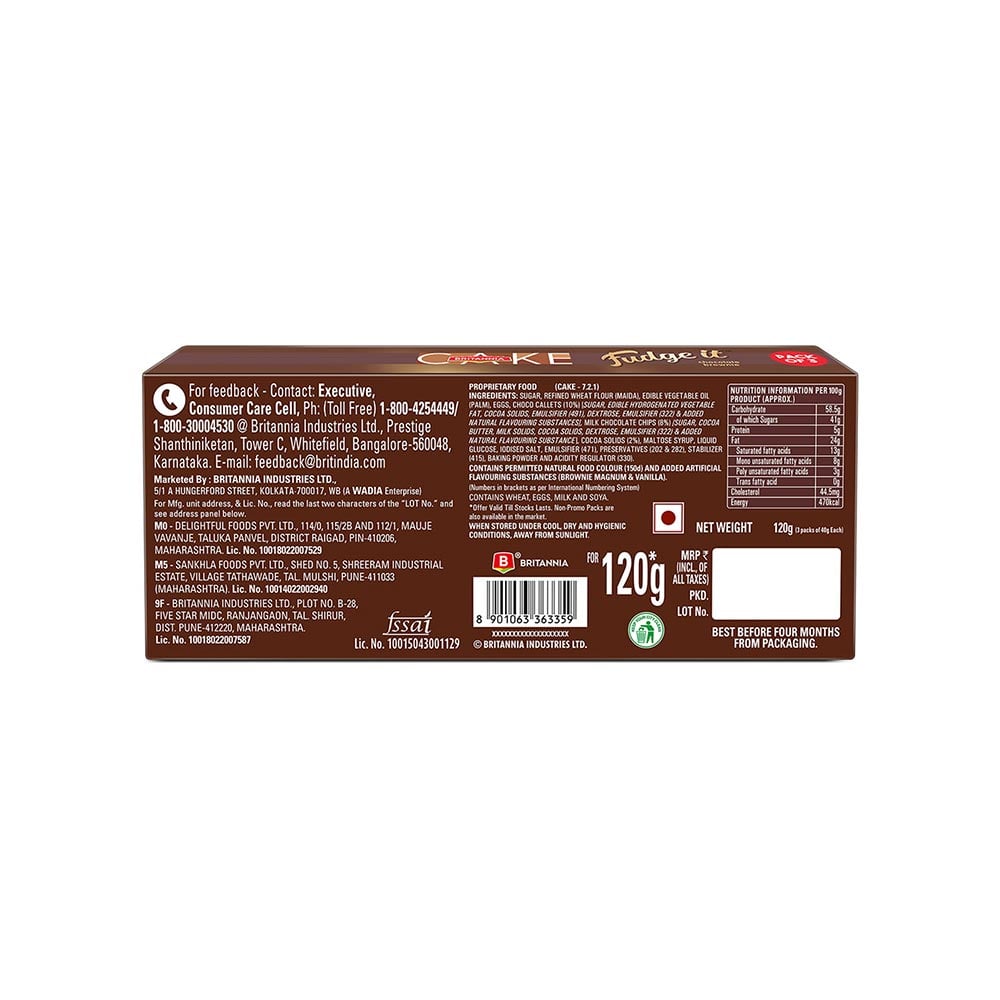 BRITANNIA
CAKE
Fudge it
chocolate
brownie
PACK
OF 3
For feedback - Contact: Executive,
Consumer Care Cell, Ph: (Toll Free) 1-800-4254449/
1-800-30004530 @ Britannia Industries Ltd., Prestige
Shanthiniketan, Tower C, Whitefield, Bangalore-560048,
Karnataka. E-mail: feedback@britindia.com
Marketed By : BRITANNIA INDUSTRIES LTD.,
5/1 A HUNGERFORD STREET, KOLKATA-700017, WB (A WADIA Enterprise)
For Mfg. unit address, & Lic. No., read the last two characters of the "LOT No." and
see address panel below.
M0 - DELIGHTFUL FOODS PVT. LTD., 114/0, 115/2B AND 112/1, MAUJE
VAVANJE, TALUKA PANVEL, DISTRICT RAIGAD, PIN-410206,
MAHARASHTRA. Lic. No. 10018022007529
M5 - SANKHLA FOODS PVT. LTD., SHED NO. 5, SHREERAM INDUSTRIAL
ESTATE, VILLAGE TATHAWADE, TAL. MULSHI, PUNE-411033
(MAHARASHTRA). Lic. No. 10014022002940
9F - BRITANNIA INDUSTRIES LTD., PLOT NO. B-28,
FIVE STAR MIDC, RANJANGAON, TAL. SHIRUR,
DIST. PUNE-412220, MAHARASHTRA.
Lic. No. 10018022007587
fssai
Lic. No. 10015043001129
PROPRIETARY FOOD (CAKE - 7.2.1)
INGREDIENTS: SUGAR, REFINED WHEAT FLOUR (MAIDA), EDIBLE VEGETABLE OIL
(PALM), EGGS, CHOCO CALLETS (10%) (SUGAR, EDIBLE HYDROGENATED VEGETABLE
FAT, COCOA SOLIDS, EMULSIFIER (491), DEXTROSE, EMULSIFIER (322) & ADDED
NATURAL FLAVOURING SUBSTANCES), MILK CHOCOLATE CHIPS (8%) (SUGAR, COCOA
BUTTER, MILK SOLIDS, COCOA SOLIDS, DEXTROSE, EMULSIFIER (322) & ADDED
NATURAL FLAVOURING SUBSTANCE), COCOA SOLIDS (2%), MALTOSE SYRUP, LIQUID
GLUCOSE, IODISED SALT, EMULSIFIER (471), PRESERVATIVES (202 & 282), STABILIZER
(415), BAKING POWDER AND ACIDITY REGULATOR (330).
CONTAINS PERMITTED NATURAL FOOD COLOUR (150d) AND ADDED ARTIFICIAL
FLAVOURING SUBSTANCES (BROWNIE MAGNUM & VANILLA).
(Numbers in brackets as per International Numbering System)
CONTAINS WHEAT, EGGS, MILK AND SOYA.
*Offer Valid Till Stocks Lasts. Non-Promo Packs are
also available in the market.
WHEN STORED UNDER COOL, DRY AND HYGIENIC
CONDITIONS, AWAY FROM SUNLIGHT.
B BRITANNIA
8 901063 363359
XXXXXXXXXXXXXXXXXXX
© BRITANNIA INDUSTRIES LTD.
FOR 120g*
NUTRITION INFORMATION PER 100g
PRODUCT (APPROX.)
Carbohydrate 58.5g
of which Sugars 41g
Protein 5g
Fat 24g
Saturated fatty acids 13g
Mono unsaturated fatty acids 8g
Poly unsaturated fatty acids 3g
Trans fatty acid 0g
Cholesterol 44.5mg
Energy 470kcal
NET WEIGHT 120g (3 packs of 40g Each)
MRP ₹
(INCL. OF
ALL TAXES)
PKD.
LOT No.
BEST BEFORE FOUR MONTHS
FROM PACKAGING.